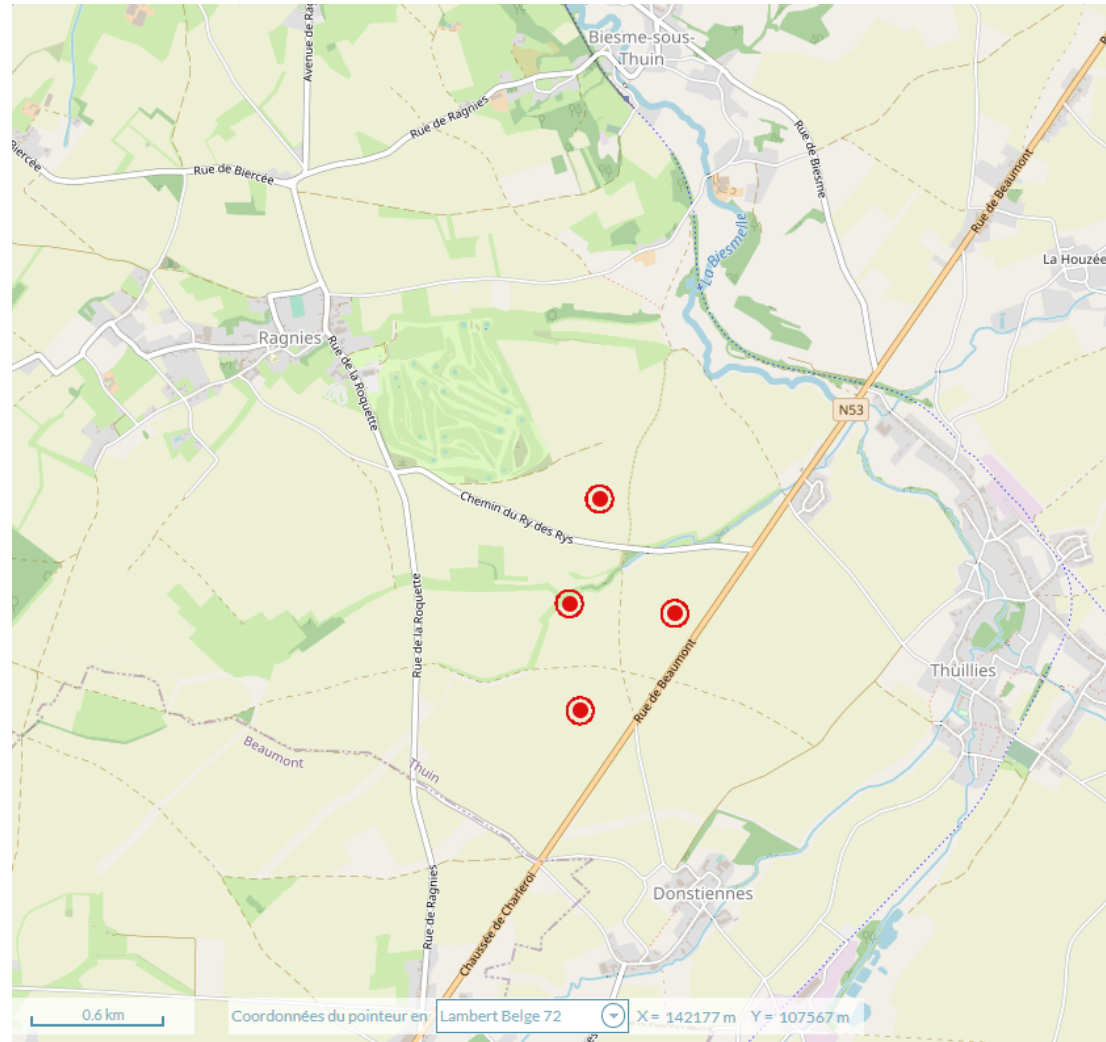 Avenue de Rag
Biesme-sous-
Thuin
Rue de Ragnies
Biercée
Rue de Biercée
Rue de Biesme
Rue de Beaumont
La Biesmelle
La Houzée
Ragnies
Rue de la Roquette
N53
Chemin du Ry des Rys
Rue de la Roquette
Rue de Beaumont
Thuillies
Beaumont
Thuin
Donstiennes
Rue de Ragnies
Chaussée de Charleroi
0.6 km
Coordonnées du pointeur en Lambert Belge 72 X = 142177 m Y = 107567 m